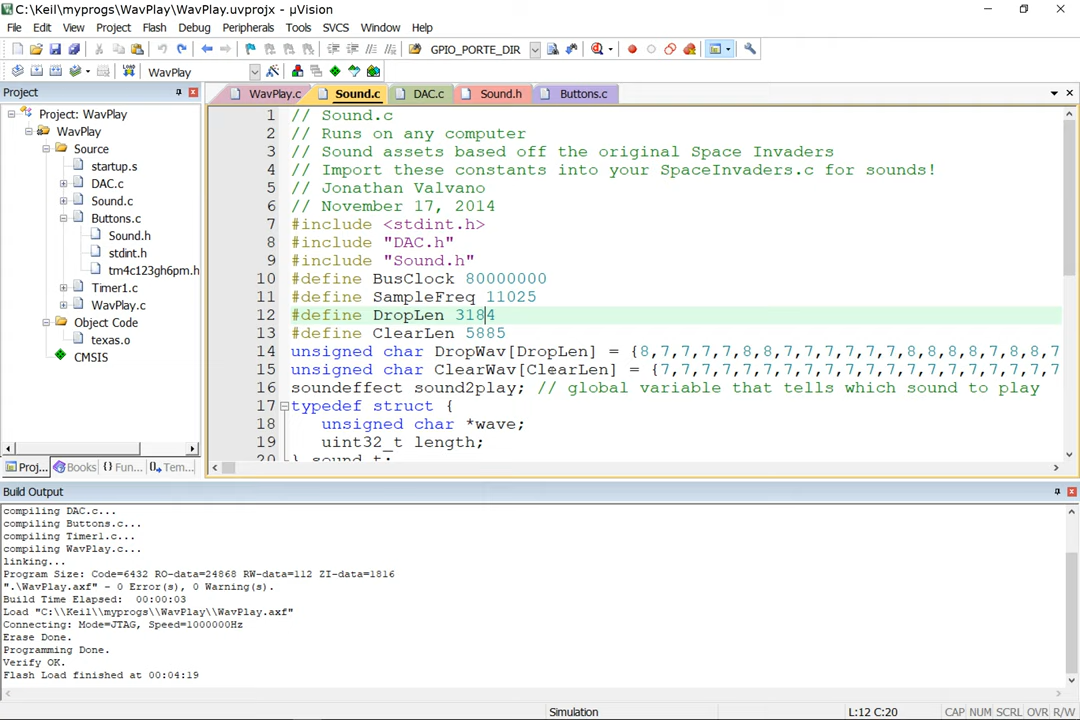 C:\Keil\myprogs\WavPlay\WavPlay.uvprojx - µVision
File Edit View Project Flash Debug Peripherals Tools SVCS Window Help
GPIO_PORTE_DIR
LOAD WavPlay
Project
WavPlay.c Sound.c DAC.c Sound.h Buttons.c
Project: WavPlay
WavPlay
Source
startup.s
DAC.c
Sound.c
Buttons.c
Sound.h
stdint.h
tm4c123gh6pm.h
Timer1.c
WavPlay.c
Object Code
texas.o
CMSIS
Proj... Books {} Fun... 0, Tem...
1 // Sound.c
2 // Runs on any computer
3 // Sound assets based off the original Space Invaders
4 // Import these constants into your SpaceInvaders.c for sounds!
5 // Jonathan Valvano
6 // November 17, 2014
7 #include <stdint.h>
8 #include "DAC.h"
9 #include "Sound.h"
10 #define BusClock 80000000
11 #define SampleFreq 11025
12 #define DropLen 3184
13 #define ClearLen 5885
14 unsigned char DropWav[DropLen] = {8,7,7,7,7,8,8,7,7,7,7,7,7,8,8,8,8,7,8,8,7
15 unsigned char ClearWav[ClearLen] = {7,7,7,7,7,7,7,7,7,7,7,7,7,7,7,7,7,7,7,7
16 soundeffect sound2play; // global variable that tells which sound to play
17 typedef struct {
18 unsigned char *wave;
19 uint32_t length;
20 } sound_t;
Build Output
compiling DAC.c...
compiling Buttons.c...
compiling Timer1.c...
compiling WavPlay.c...
linking...
Program Size: Code=6432 RO-data=24868 RW-data=112 ZI-data=1816
".\WavPlay.axf" - 0 Error(s), 0 Warning(s).
Build Time Elapsed: 00:00:03
Load "C:\\Keil\\myprogs\\WavPlay\\WavPlay.axf"
Connecting: Mode=JTAG, Speed=1000000Hz
Erase Done.
Programming Done.
Verify OK.
Flash Load finished at 00:04:19
Simulation L:12 C:20 CAP NUM SCRL OVR R/W